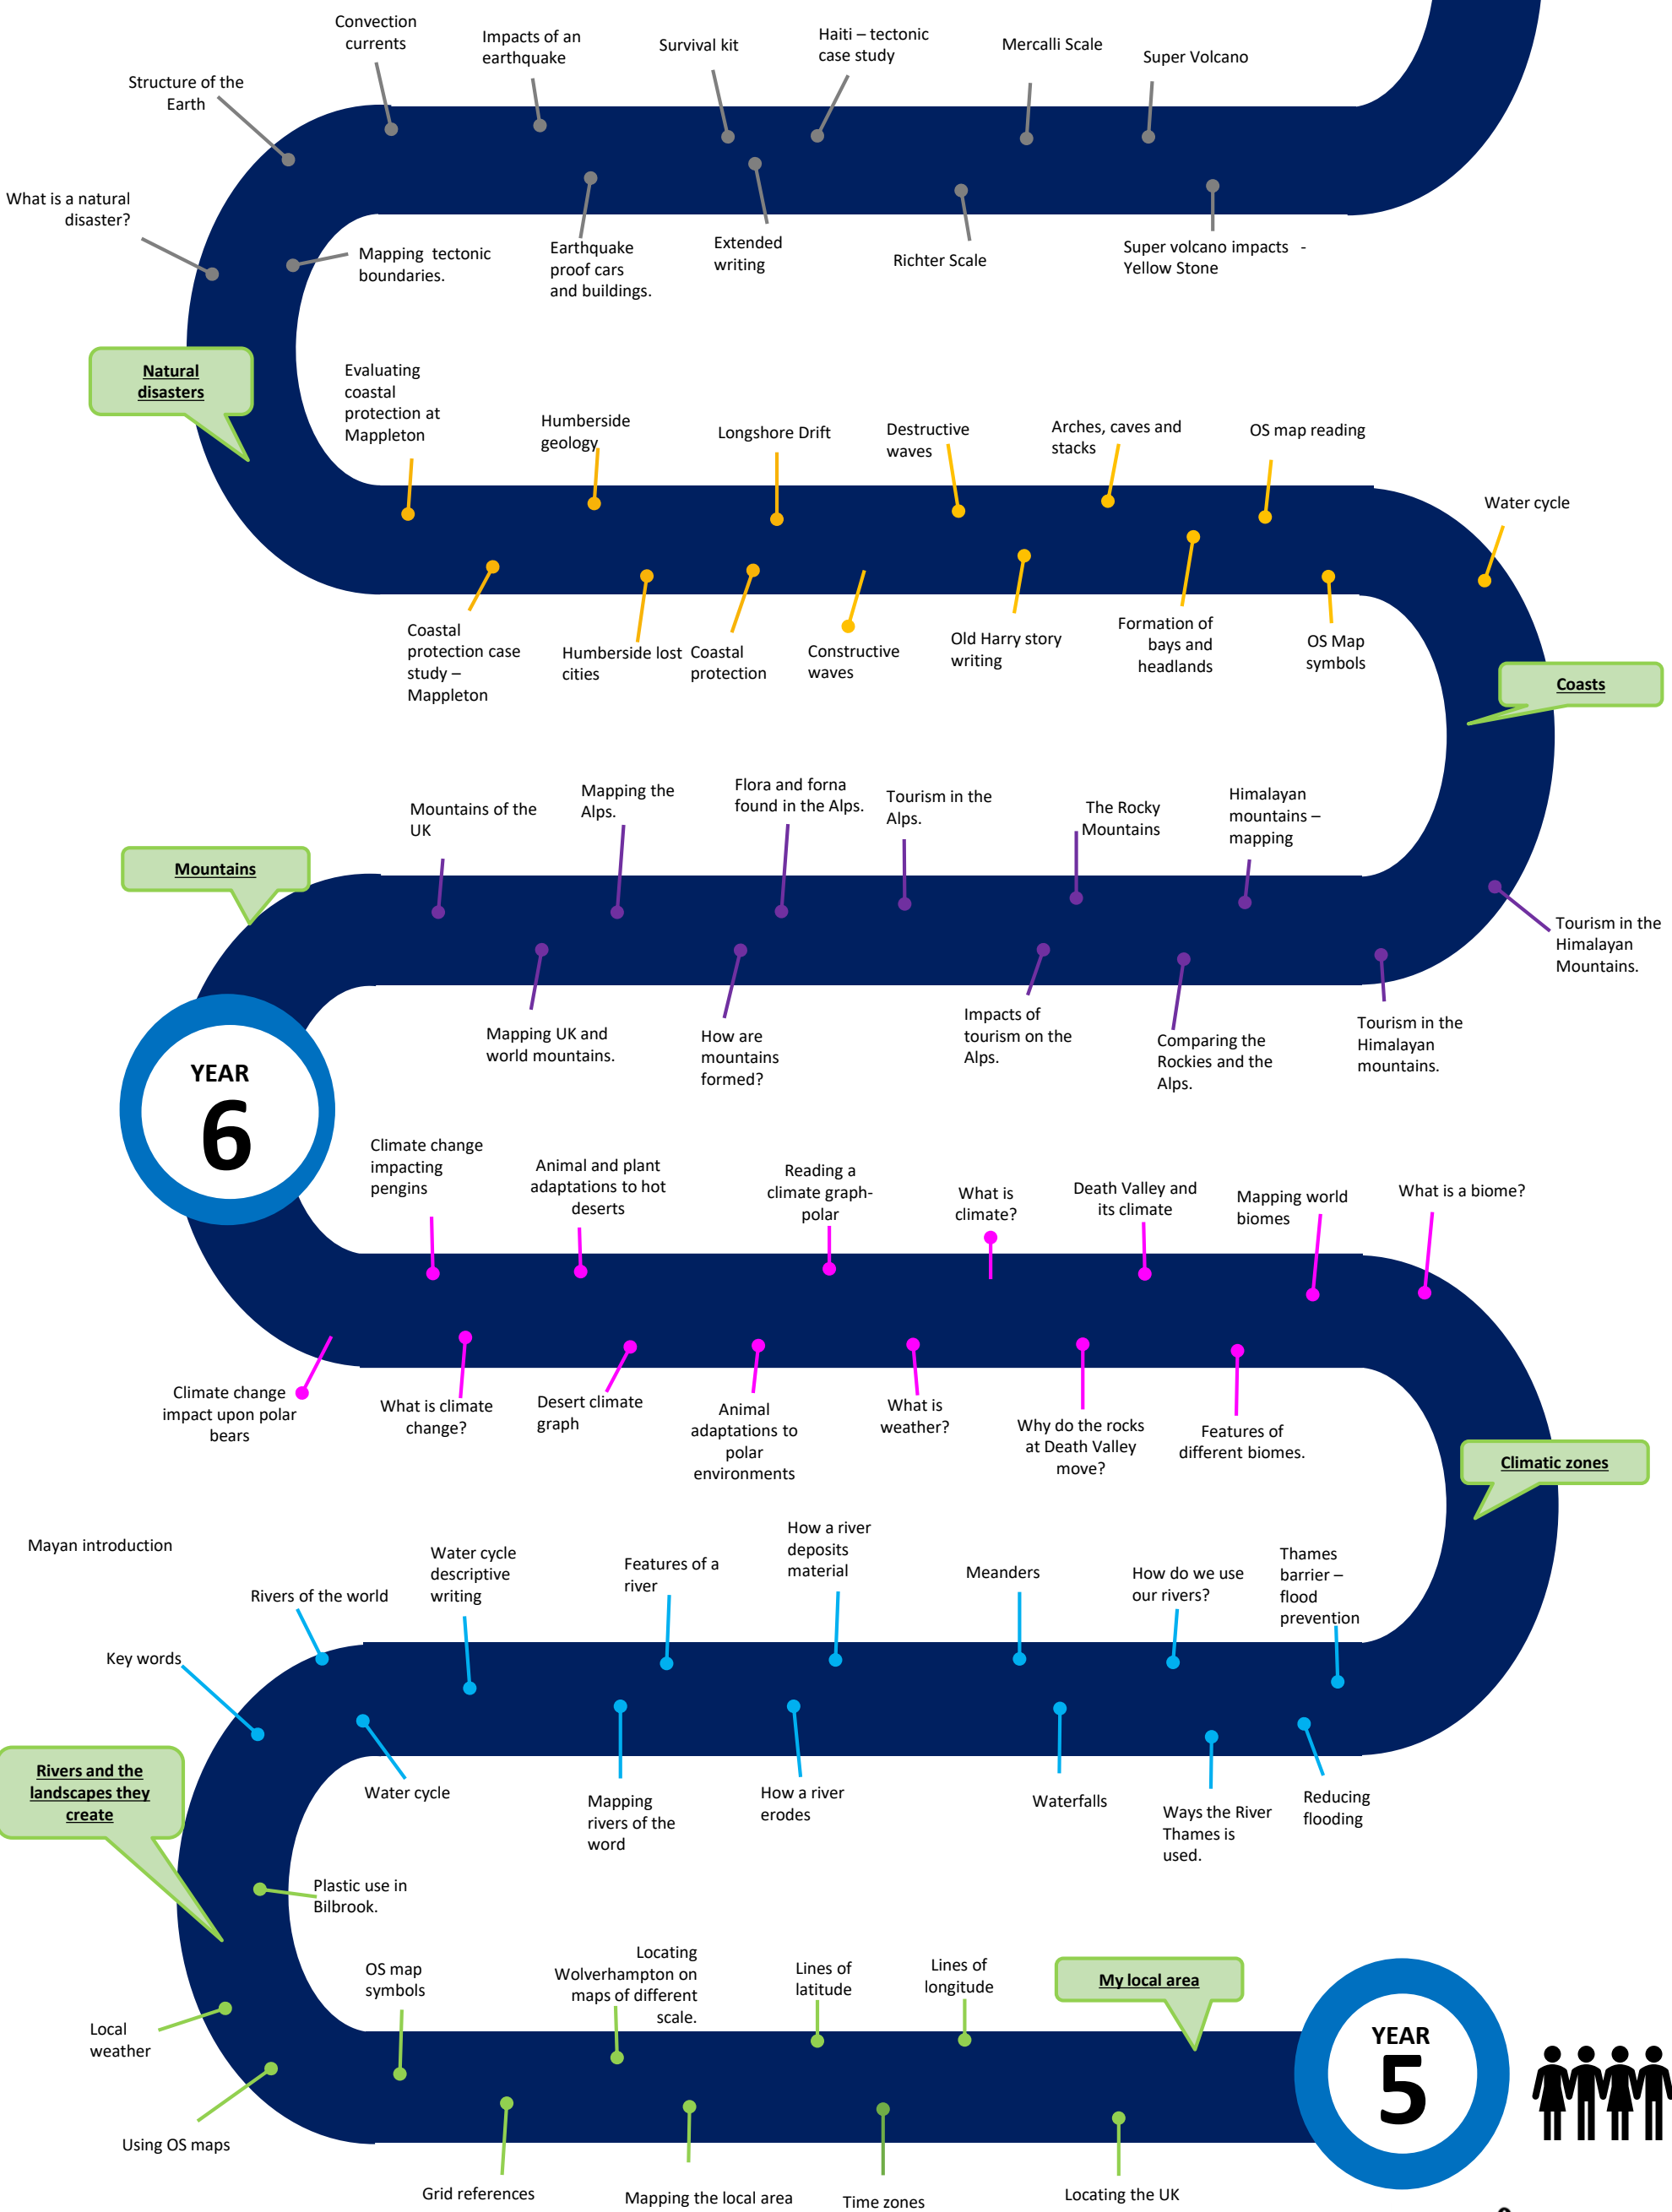 Convection
currents
Impacts of an
earthquake
Survival kit
Haiti – tectonic
case study
Mercalli Scale
Super Volcano
Structure of the
Earth
What is a natural
disaster?
Mapping tectonic
boundaries.
Earthquake
proof cars
and buildings.
Extended
writing
Richter Scale
Super volcano impacts -
Yellow Stone
Natural
disasters
Evaluating
coastal
protection at
Mappleton
Humberside
geology
Longshore Drift
Destructive
waves
Arches, caves and
stacks
OS map reading
Water cycle
Coastal
protection case
study –
Mappleton
Humberside lost
cities
Coastal
protection
Constructive
waves
Old Harry story
writing
Formation of
bays and
headlands
OS Map
symbols
Coasts
Mountains of the
UK
Mapping the
Alps.
Flora and forna
found in the Alps.
Tourism in the
Alps.
The Rocky
Mountains
Himalayan
mountains –
mapping
Mountains
Tourism in the
Himalayan
Mountains.
Mapping UK and
world mountains.
How are
mountains
formed?
Impacts of
tourism on the
Alps.
Comparing the
Rockies and the
Alps.
Tourism in the
Himalayan
mountains.
YEAR
6
Climate change
impacting
pengins
Animal and plant
adaptations to hot
deserts
Reading a
climate graph-
polar
What is
climate?
Death Valley and
its climate
Mapping world
biomes
What is a biome?
Climate change
impact upon polar
bears
What is climate
change?
Desert climate
graph
Animal
adaptations to
polar
environments
What is
weather?
Why do the rocks
at Death Valley
move?
Features of
different biomes.
Climatic zones
Mayan introduction
Rivers of the world
Water cycle
descriptive
writing
Features of a
river
How a river
deposits
material
Meanders
How do we use
our rivers?
Thames
barrier –
flood
prevention
Key words
Rivers and the
landscapes they
create
Water cycle
Mapping
rivers of the
word
How a river
erodes
Waterfalls
Ways the River
Thames is
used.
Reducing
flooding
Plastic use in
Bilbrook.
OS map
symbols
Locating
Wolverhampton on
maps of different
scale.
Lines of
latitude
Lines of
longitude
My local area
YEAR
5
Local
weather
Using OS maps
Grid references
Mapping the local area
Time zones
Locating the UK